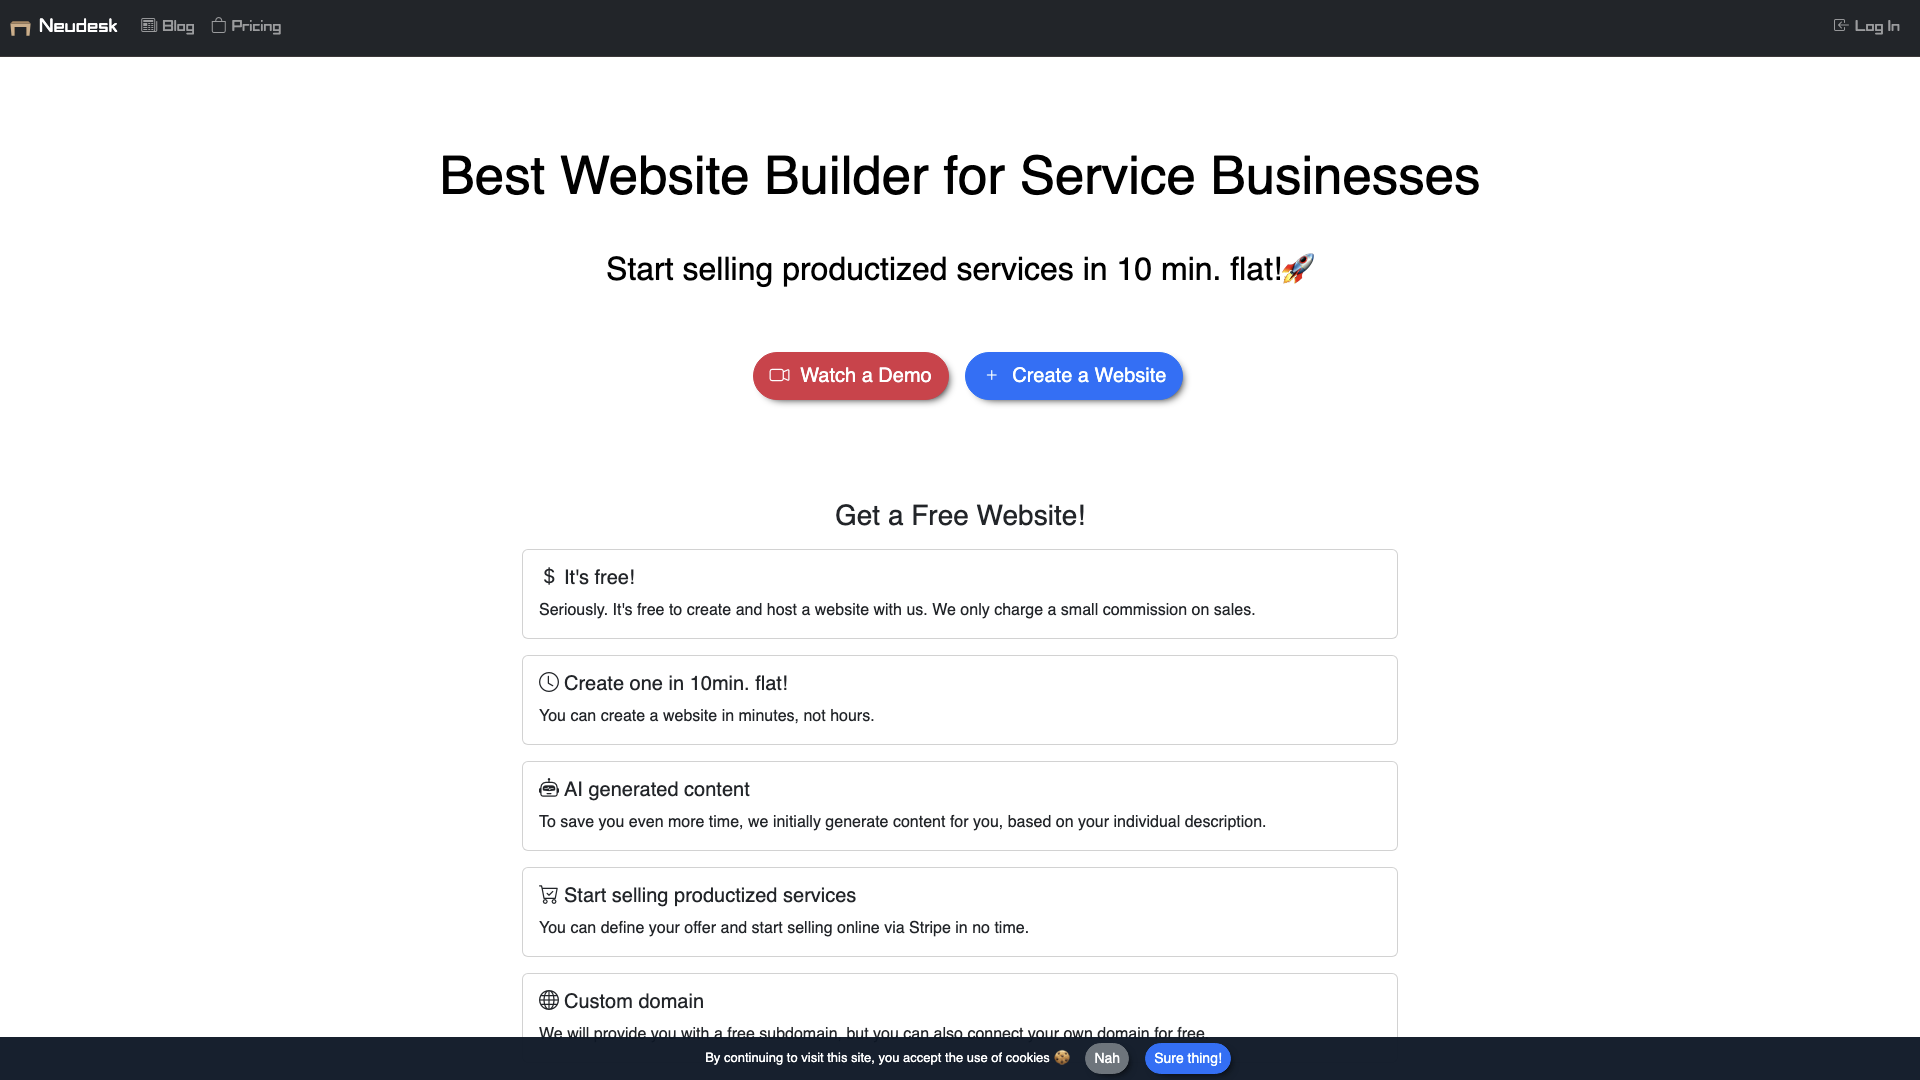 Neudesk Blog Pricing Log In
Best Website Builder for Service Businesses
Start selling productized services in 10 min. flat!🚀
Watch a Demo + Create a Website
Get a Free Website!
$ It's free!
Seriously. It's free to create and host a website with us. We only charge a small commission on sales.
Create one in 10min. flat!
You can create a website in minutes, not hours.
AI generated content
To save you even more time, we initially generate content for you, based on your individual description.
Start selling productized services
You can define your offer and start selling online via Stripe in no time.
Custom domain
We will provide you with a free subdomain, but you can also connect your own domain for free.
By continuing to visit this site, you accept the use of cookies 🍪 Nah Sure thing!